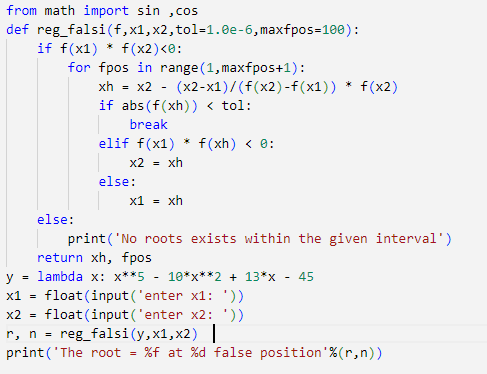 from math import sin ,cos
def reg_falsi(f,x1,x2,tol=1.0e-6,maxfpos=100):
    if f(x1) * f(x2)<0:
        for fpos in range(1,maxfpos+1):
            xh = x2 - (x2-x1)/(f(x2)-f(x1)) * f(x2)
            if abs(f(xh)) < tol:
                break
            elif f(x1) * f(xh) < 0:
                x2 = xh
            else:
                x1 = xh
    else:
        print('No roots exists within the given interval')
    return xh, fpos
y = lambda x: x**5 - 10*x**2 + 13*x - 45
x1 = float(input('enter x1: '))
x2 = float(input('enter x2: '))
r, n = reg_falsi(y,x1,x2)
print('The root = %f at %d false position'%(r,n))